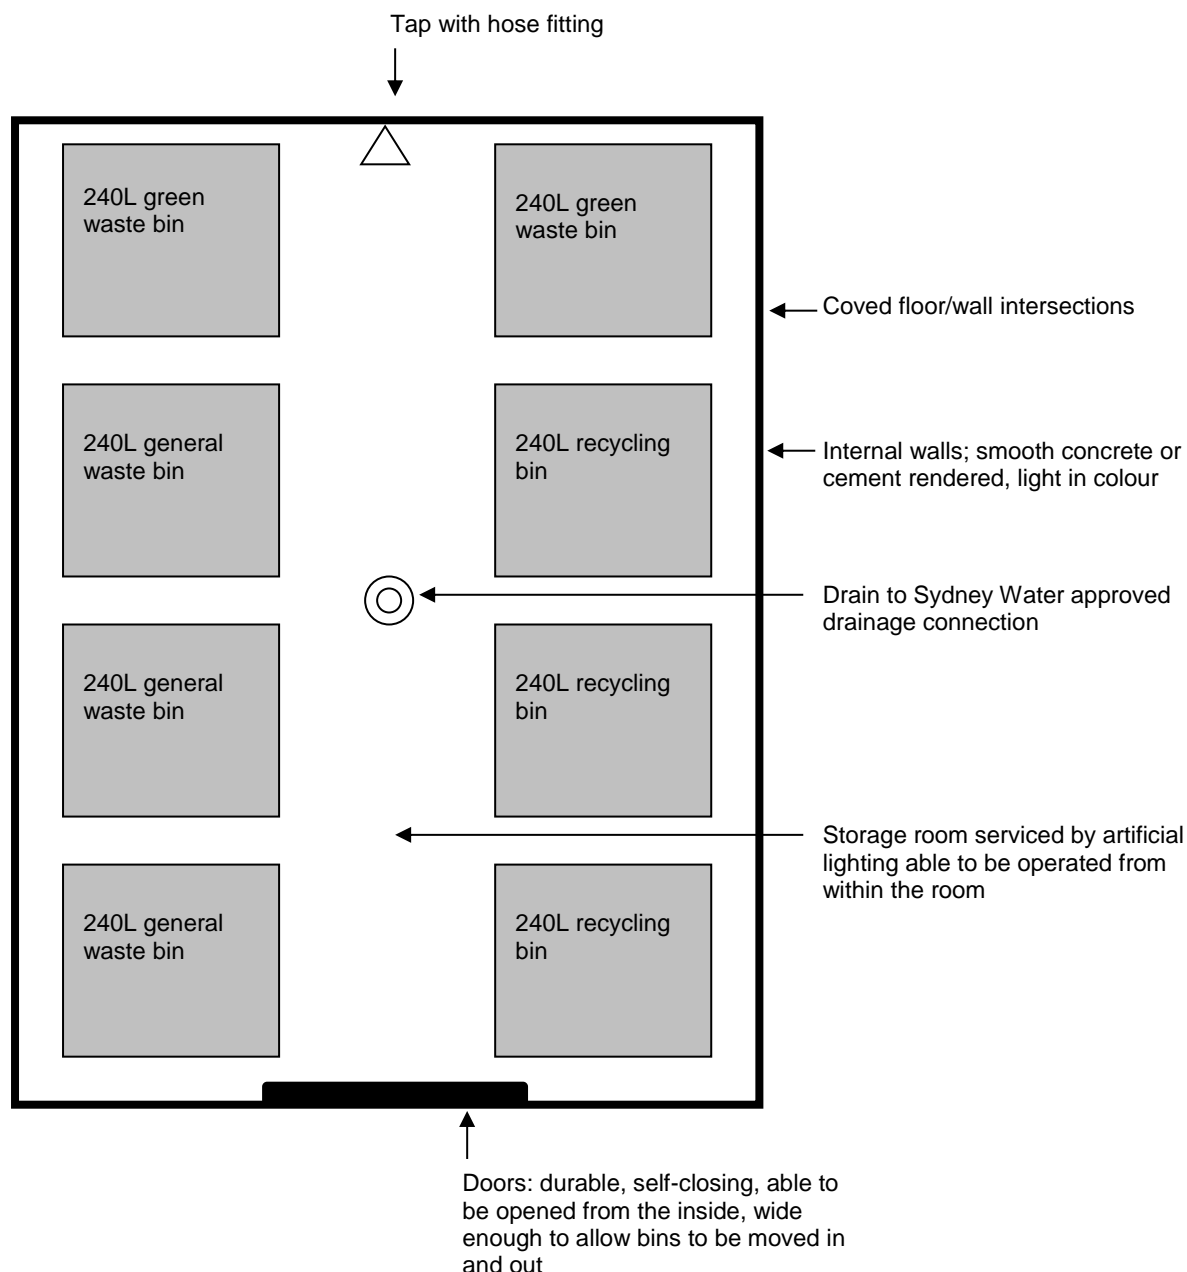 Tap with hose fitting
240L green
waste bin
240L green
waste bin
Coved floor/wall intersections
240L general
waste bin
240L recycling
bin
Internal walls; smooth concrete or
cement rendered, light in colour
Drain to Sydney Water approved
drainage connection
240L general
waste bin
240L recycling
bin
Storage room serviced by artificial
lighting able to be operated from
within the room
240L general
waste bin
240L recycling
bin
Doors: durable, self-closing, able to
be opened from the inside, wide
enough to allow bins to be moved in
and out